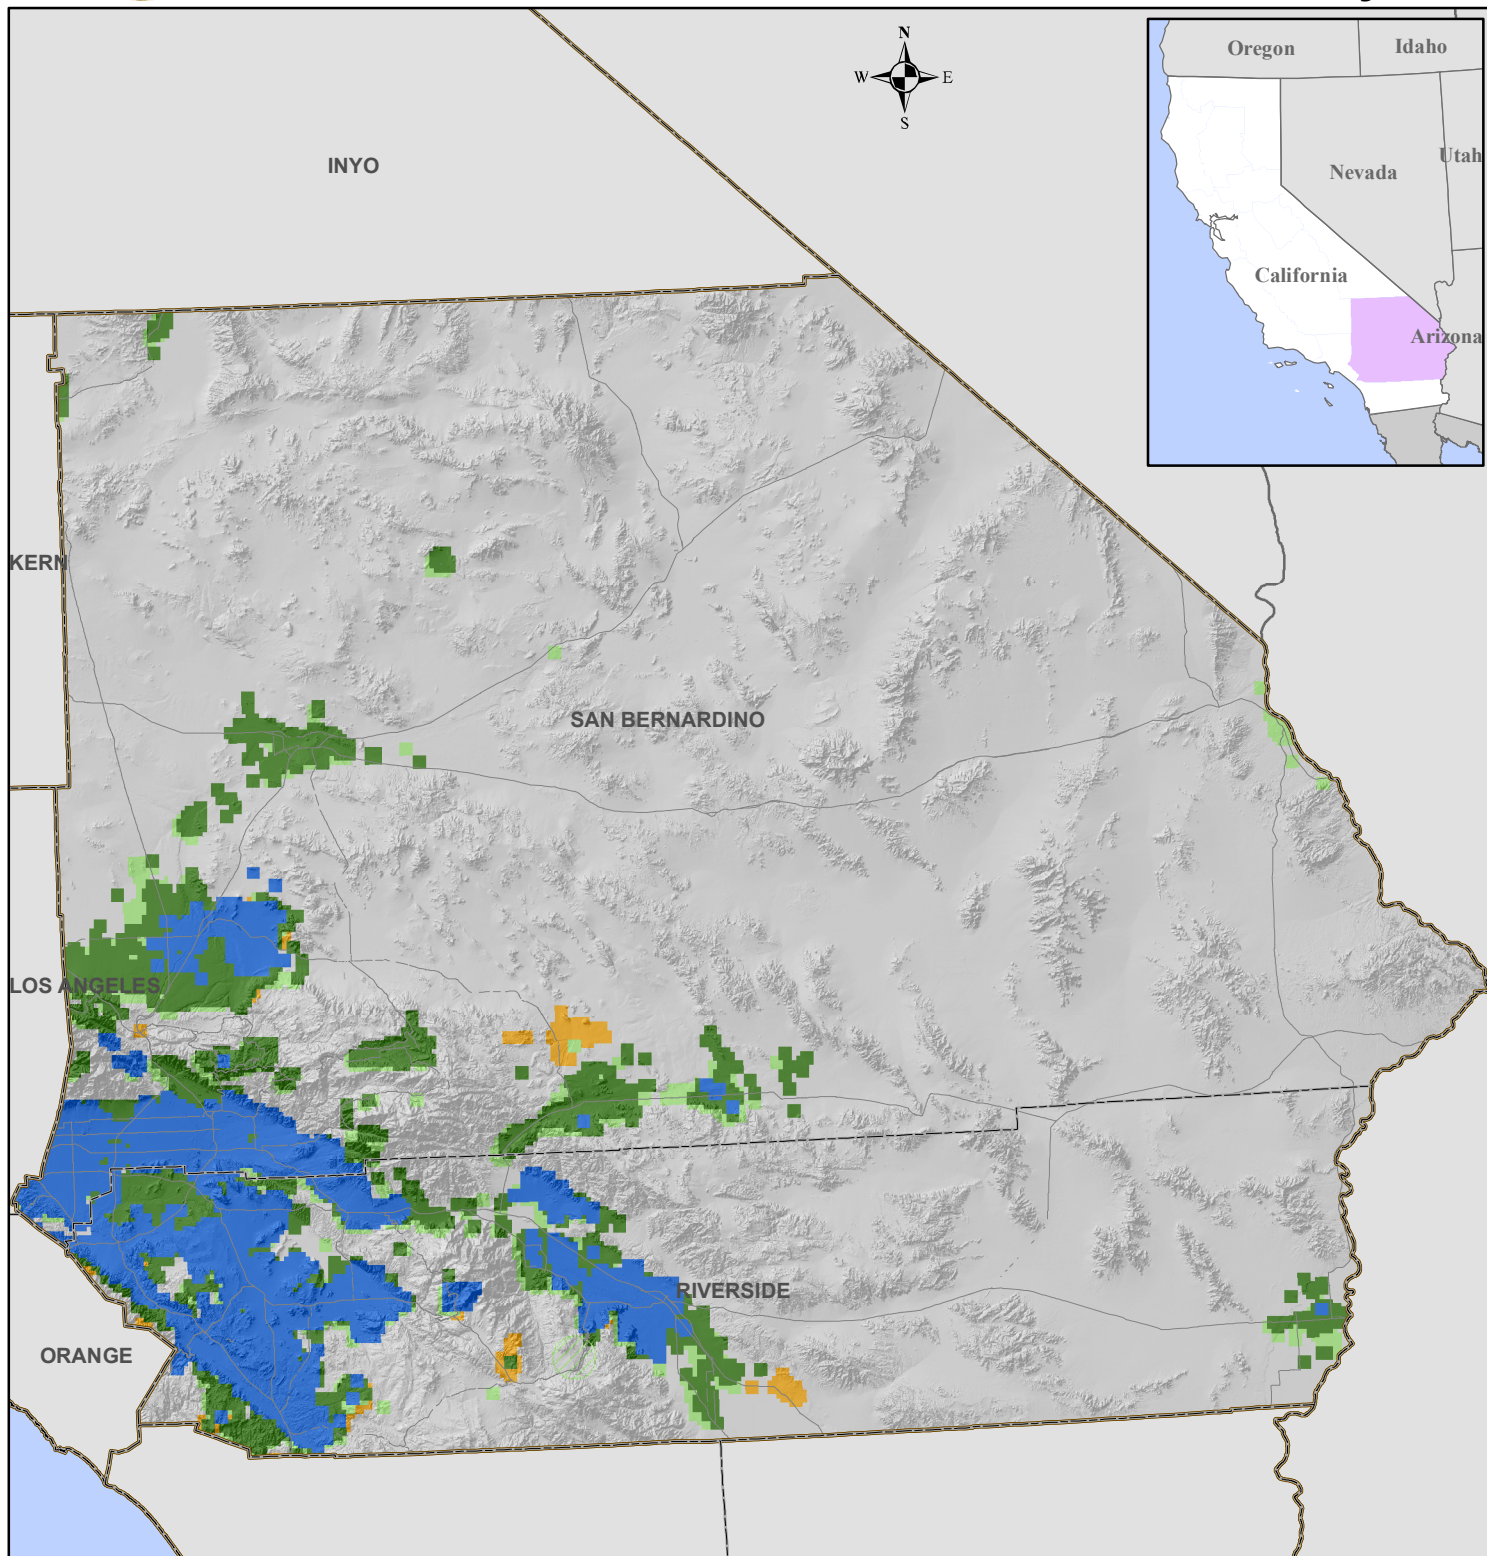 N
W E
S
Oregon
Idaho
Nevada
Utah
California
Arizona
INYO
KERN
SAN BERNARDINO
LOS ANGELES
RIVERSIDE
ORANGE